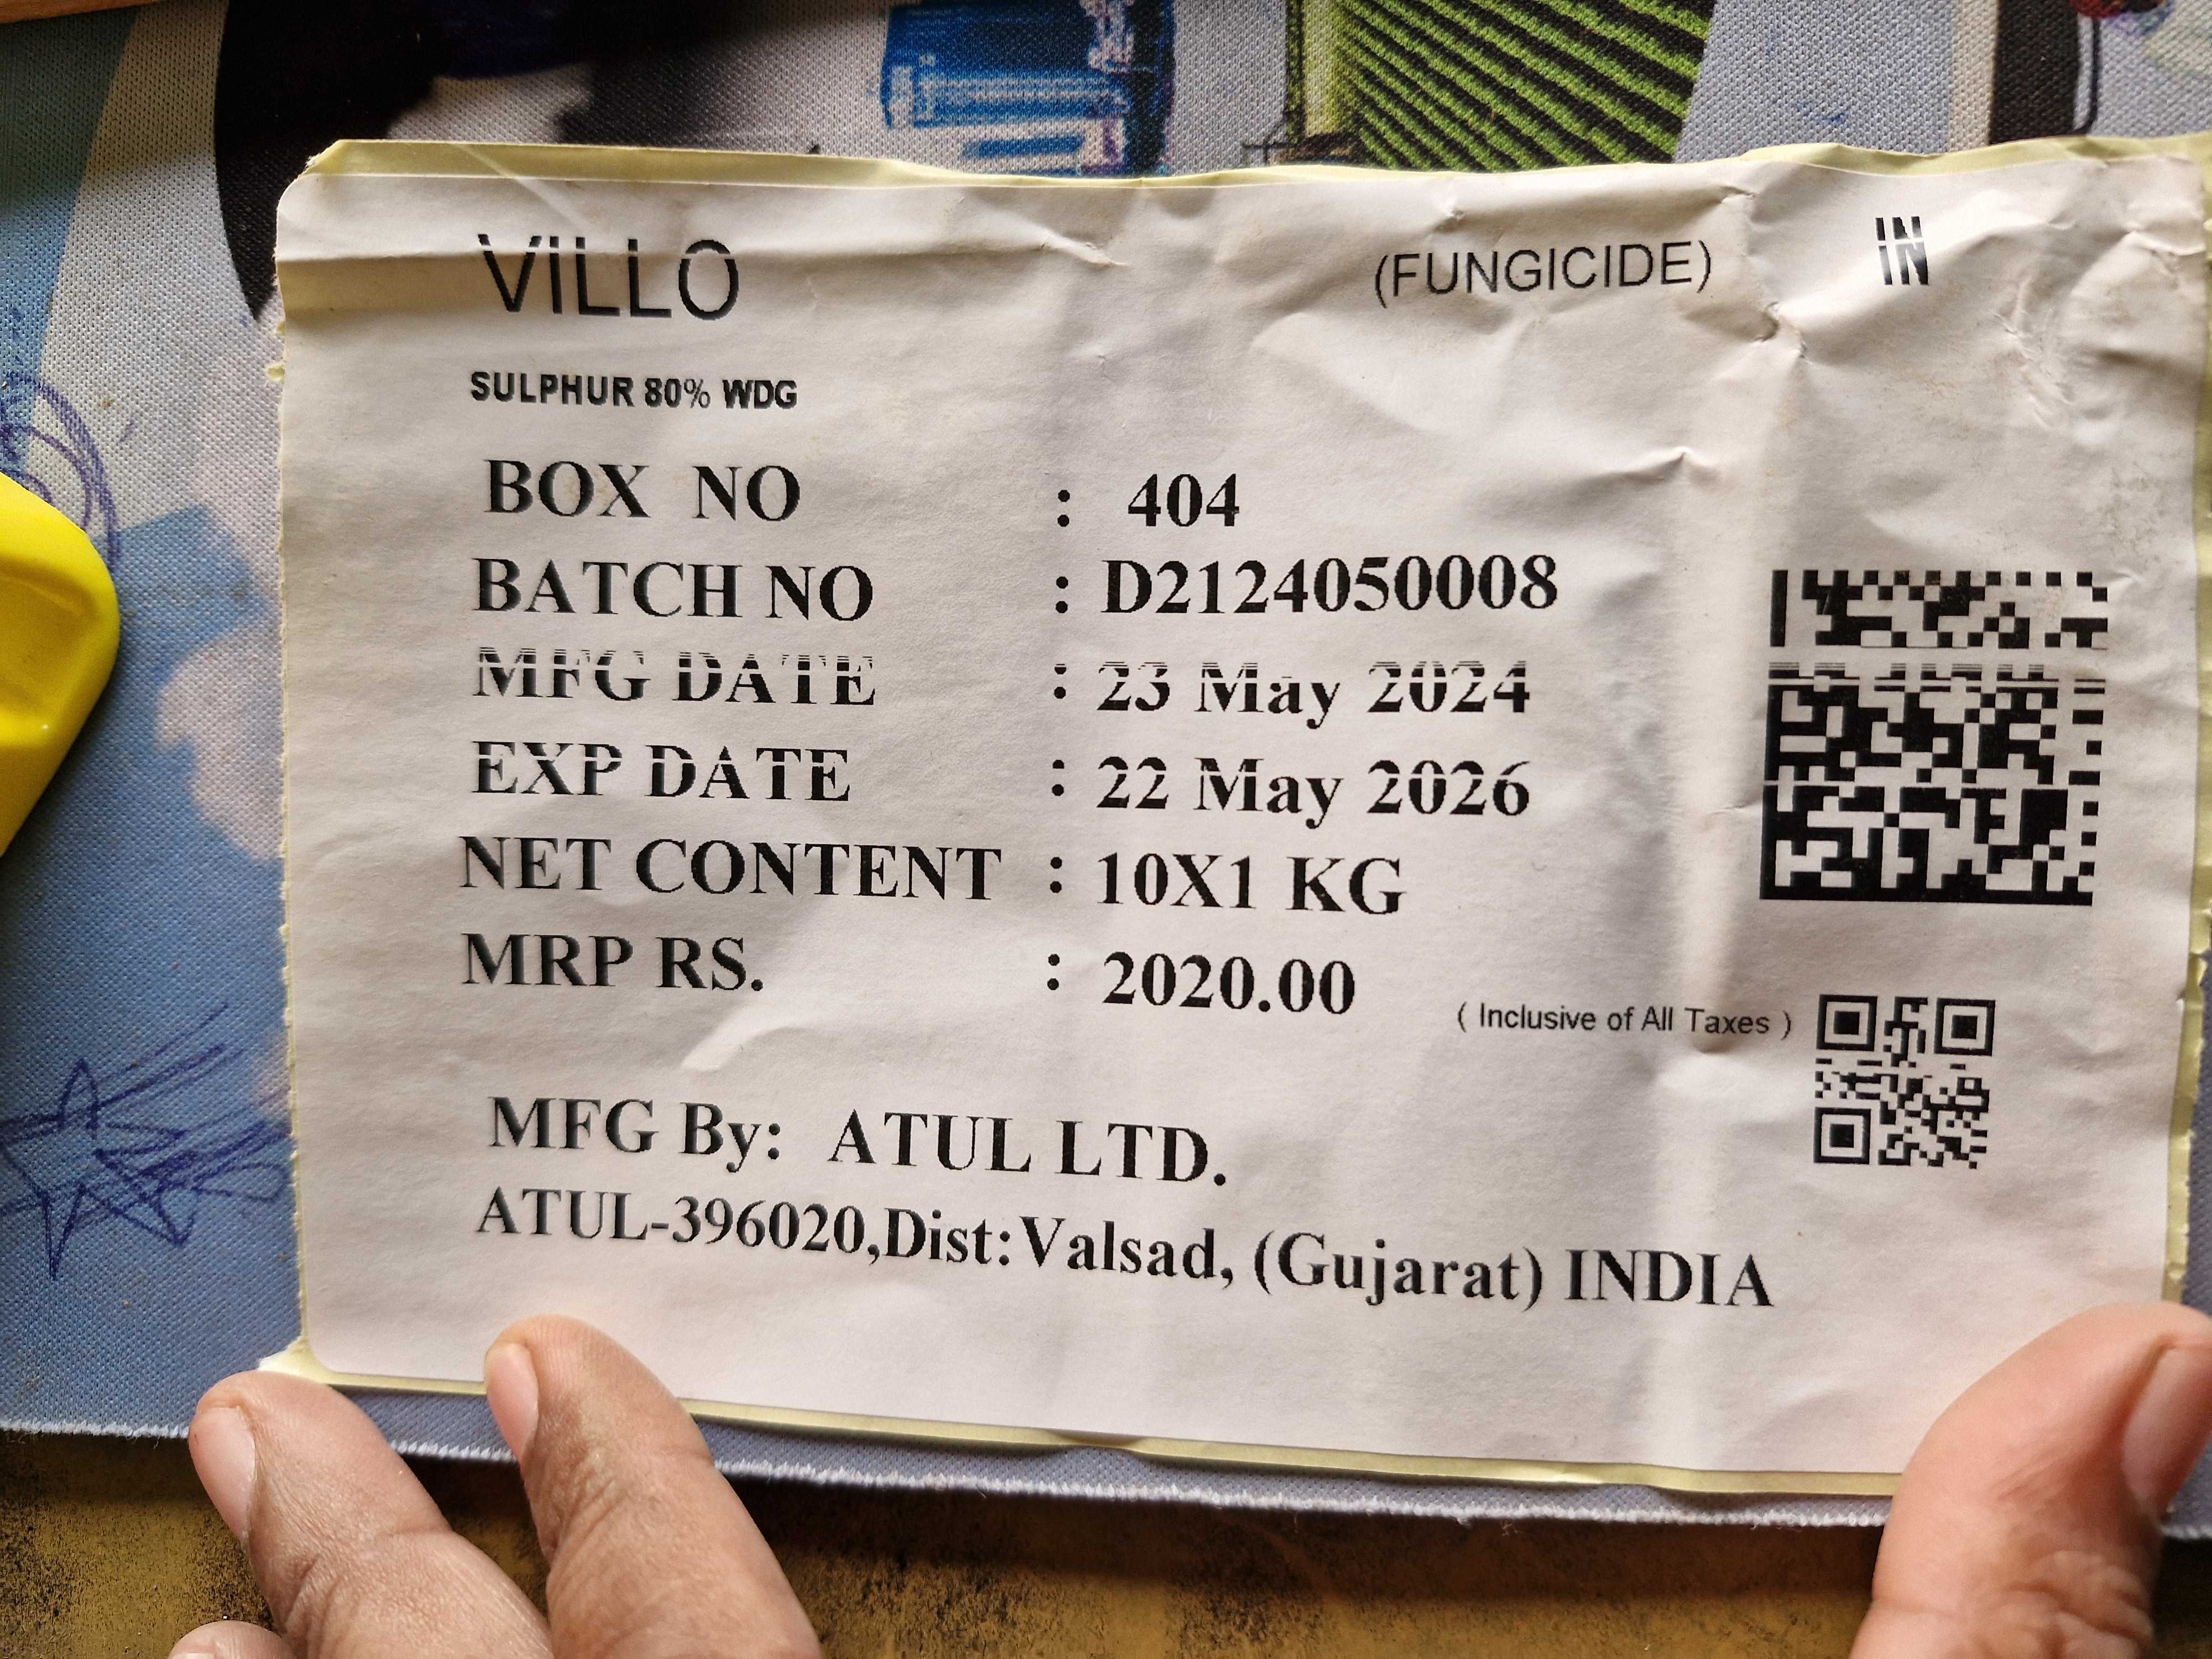 VILLO (FUNGICIDE) IN
SULPHUR 80% WDG
BOX NO : 404
BATCH NO : D2124050008
MFG DATE : 23 May 2024
EXP DATE : 22 May 2026
NET CONTENT : 10X1 KG
MRP RS. : 2020.00
( Inclusive of All Taxes )
MFG By: ATUL LTD.
ATUL-396020,Dist:Valsad, (Gujarat) INDIA